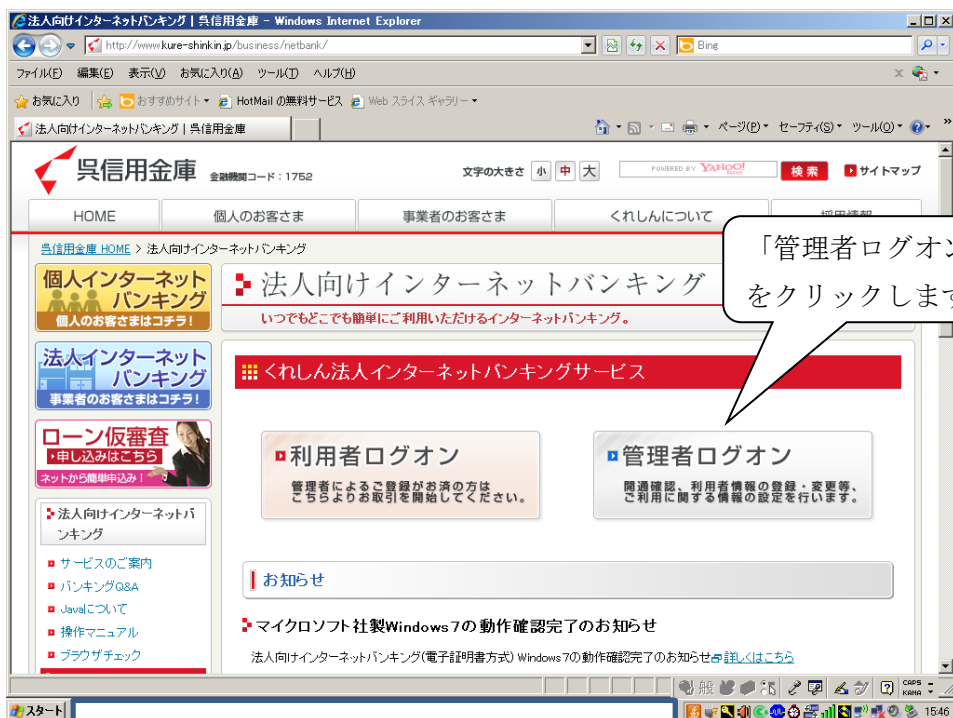 法人向けインターネットバンキング | 呉信用金庫 - Windows Internet Explorer
http://www.kure-shinkin.jp/business/netbank/
Bing
ファイル(F) 編集(E) 表示(V) お気に入り(A) ツール(T) ヘルプ(H)
お気に入り おすすめサイト HotMail の無料サービス Web スライス ギャラリー
法人向けインターネットバンキング | 呉信用金庫
ページ(P) セーフティ(S) ツール(O)
呉信用金庫 金融機関コード：1752
文字の大きさ 小 中 大
POWERED BY YAHOO! JAPAN
検索
サイトマップ
HOME 個人のお客さま 事業者のお客さま くれしんについて 採用情報
呉信用金庫 HOME > 法人向けインターネットバンキング
「管理者ログオン
をクリックします
個人インターネット
バンキング
個人のお客さまはコチラ!
法人向けインターネットバンキング
いつでもどこでも簡単にご利用いただけるインターネットバンキング。
法人インターネット
バンキング
事業者のお客さまはコチラ!
くれしん法人インターネットバンキングサービス
ローン仮審査
申し込みはこちら
ネットから簡単申込み!
利用者ログオン
管理者によるご登録がお済の方は
こちらよりお取引を開始してください。
管理者ログオン
開通確認、利用者情報の登録・変更等、
ご利用に関する情報の設定を行います。
法人向けインターネットバ
ンキング
サービスのご案内
バンキングQ&A
Javaについて
操作マニュアル
ブラウザチェック
お知らせ
マイクロソフト社製Windows7の動作確認完了のお知らせ
法人向けインターネットバンキング(電子証明書方式) Windows7の動作確認完了のお知らせ 詳しくはこちら
般
CAPS
KANA
スタート
15:46